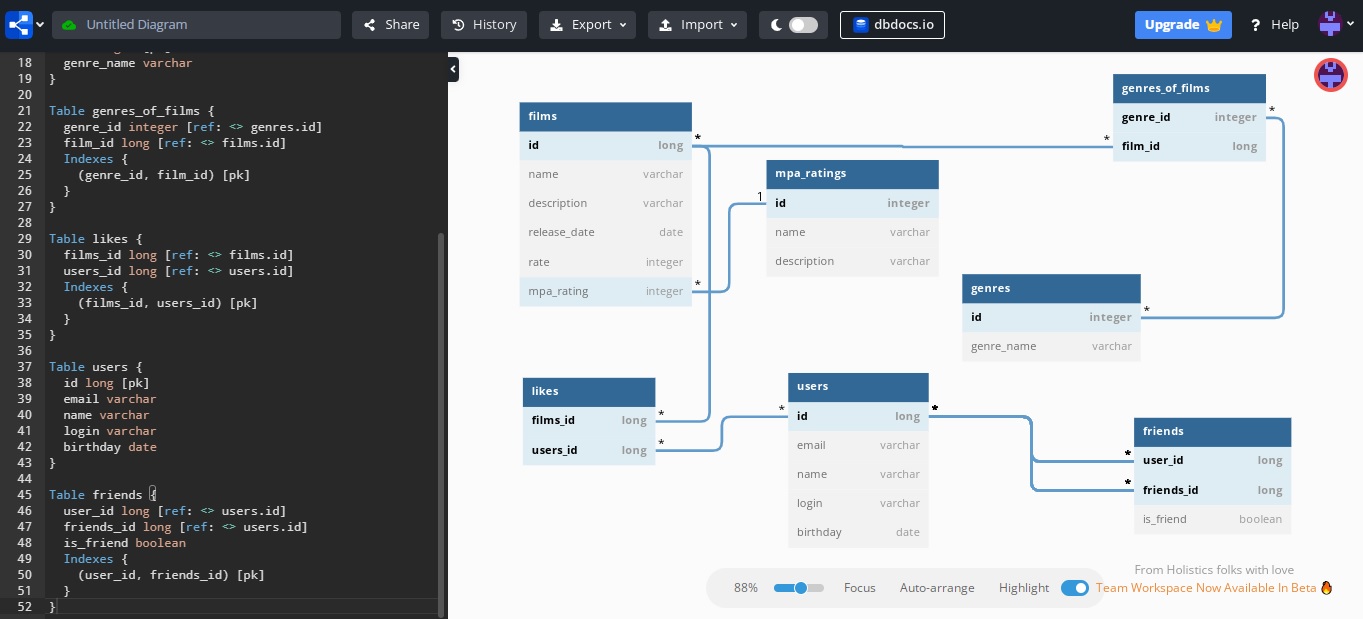 Untitled Diagram
Share
History
Export
Import
dbdocs.io
Upgrade
? Help
18 genre_name varchar
19 }
20
21 Table genres_of_films {
22 genre_id integer [ref: <> genres.id]
23 film_id long [ref: <> films.id]
24 Indexes {
25 (genre_id, film_id) [pk]
26 }
27 }
28
29 Table likes {
30 films_id long [ref: <> films.id]
31 users_id long [ref: <> users.id]
32 Indexes {
33 (films_id, users_id) [pk]
34 }
35 }
36
37 Table users {
38 id long [pk]
39 email varchar
40 name varchar
41 login varchar
42 birthday date
43 }
44
45 Table friends {
46 user_id long [ref: <> users.id]
47 friends_id long [ref: <> users.id]
48 is_friend boolean
49 Indexes {
50 (user_id, friends_id) [pk]
51 }
52 }
films
id long *
name varchar
description varchar
release_date date
rate integer
mpa_rating integer *
mpa_ratings
1 id integer
name varchar
description varchar
genres_of_films
genre_id integer *
* film_id long
genres
id integer *
genre_name varchar
likes
films_id long *
users_id long *
users
* id long *
email varchar
name varchar
login varchar
birthday date
friends
* user_id long
* friends_id long
is_friend boolean
From Holistics folks with love
88% Focus Auto-arrange Highlight
Team Workspace Now Available In Beta 🔥